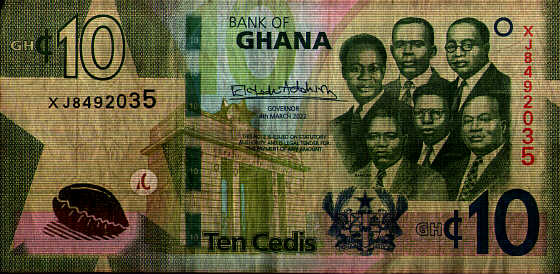 GH₵10
BANK OF
GHANA
XJ8492035
XJ8492035
GOVERNOR
4th MARCH 2022
THIS NOTE IS ISSUED ON STATUTORY
AUTHORITY AND IS LEGAL TENDER FOR
THE PAYMENT OF ANY AMOUNT
10
Ten Cedis
GH₵10